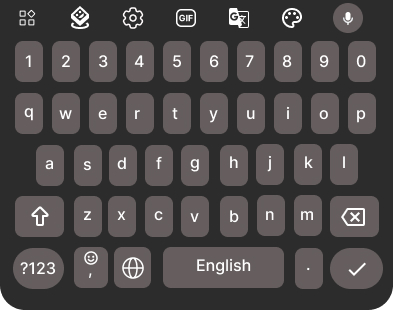 GIF G
1 2 3 4 5 6 7 8 9 0
q w e r t y u i o p
a s d f g h j k l
z x c v b n m
?123 , English .